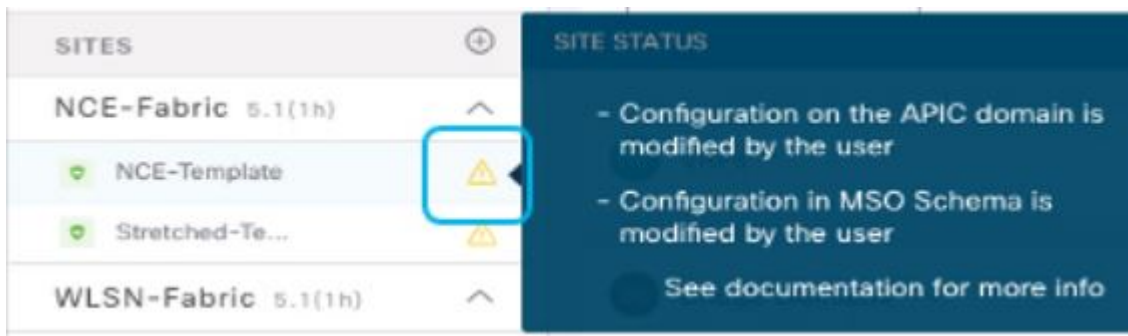 SITES
SITE STATUS
NCE-Fabric 5.1(1h)
- Configuration on the APIC domain is
modified by the user
NCE-Template
- Configuration in MSO Schema is
modified by the user
Stretched-Te...
See documentation for more info
WLSN-Fabric 5.1(1h)